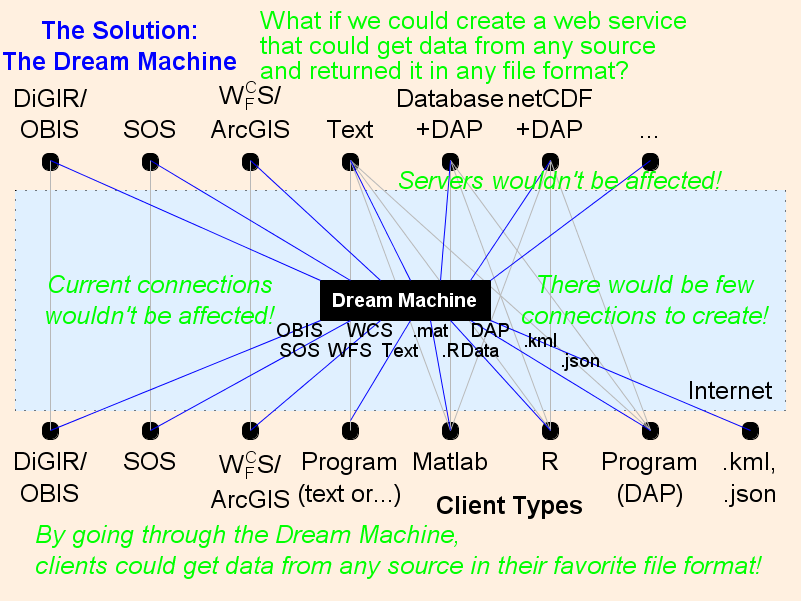 The Solution:
The Dream Machine
What if we could create a web service
that could get data from any source
and returned it in any file format?
DiGIR/
OBIS
SOS
WCFS/
ArcGIS
Text
Database
+DAP
netCDF
+DAP
...
Servers wouldn't be affected!
Current connections
wouldn't be affected!
Dream Machine
There would be few
connections to create!
OBIS WCS .mat DAP .kml
SOS WFS Text .RData .json
Internet
DiGIR/
OBIS
SOS
WCFS/
ArcGIS
Program
(text or...)
Matlab
R
Program
(DAP)
.kml,
.json
Client Types
By going through the Dream Machine,
clients could get data from any source in their favorite file format!